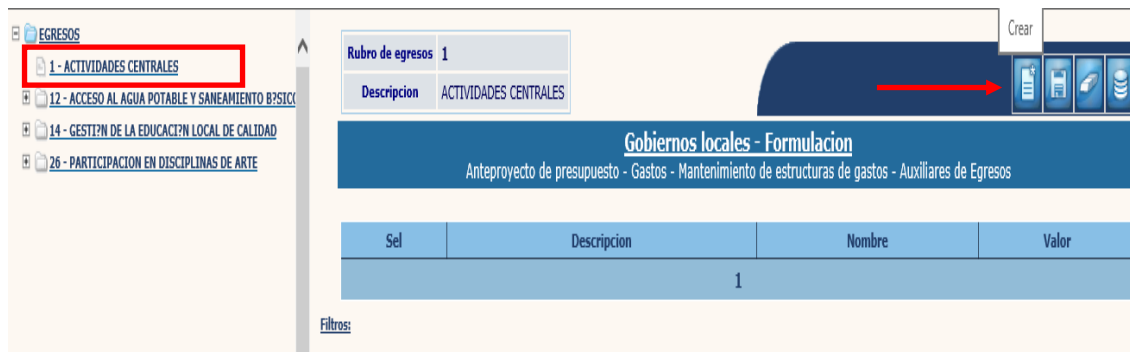 EGRESOS
1 - ACTIVIDADES CENTRALES
12 - ACCESO AL AGUA POTABLE Y SANEAMIENTO B?SICO
14 - GESTI?N DE LA EDUCACI?N LOCAL DE CALIDAD
26 - PARTICIPACION EN DISCIPLINAS DE ARTE
Rubro de egresos 1
Descripcion ACTIVIDADES CENTRALES
Crear
Gobiernos locales - Formulacion
Anteproyecto de presupuesto - Gastos - Mantenimiento de estructuras de gastos - Auxiliares de Egresos
Sel Descripcion Nombre Valor
1
Filtros: